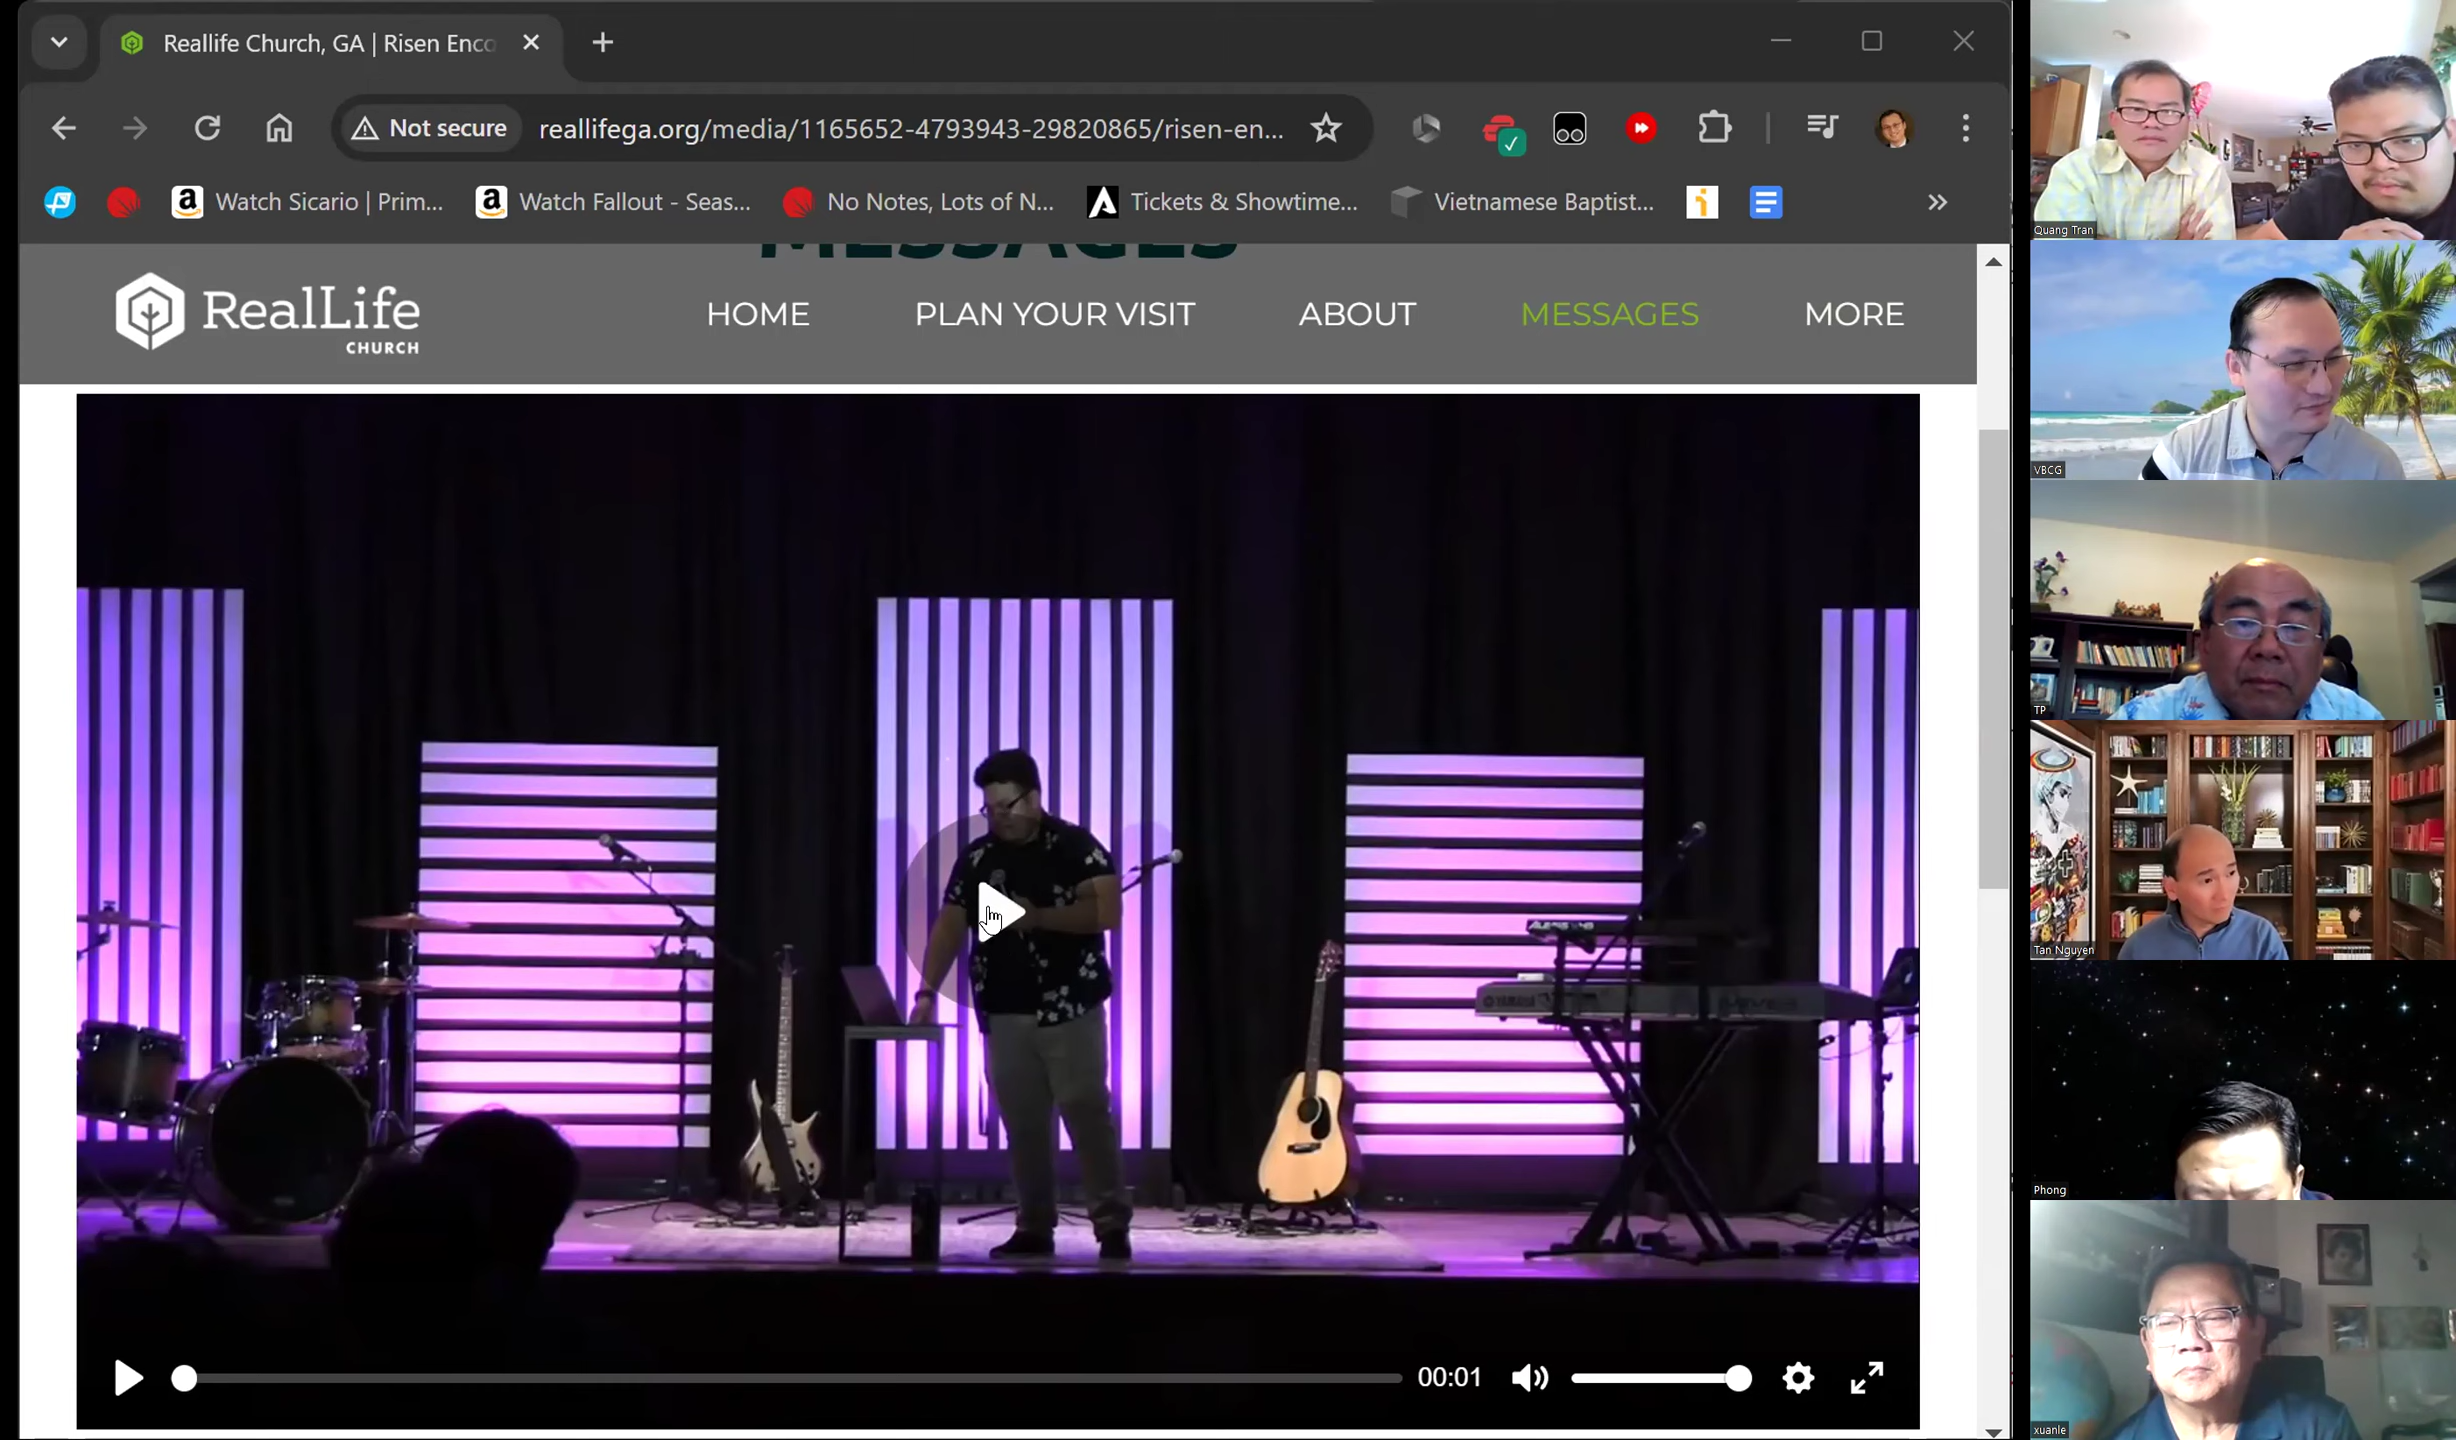 Reallife Church, GA | Risen Enco
Not secure
reallifega.org/media/1165652-4793943-29820865/risen-en...
Watch Sicario | Prim...
Watch Fallout - Seas...
No Notes, Lots of N...
Tickets & Showtime...
Vietnamese Baptist...
MESSAGES
RealLife
CHURCH
HOME
PLAN YOUR VISIT
ABOUT
MESSAGES
MORE
YAMAHA
00:01
Quang Tran
VBCG
TP
Tan Nguyen
Phong
xuanle